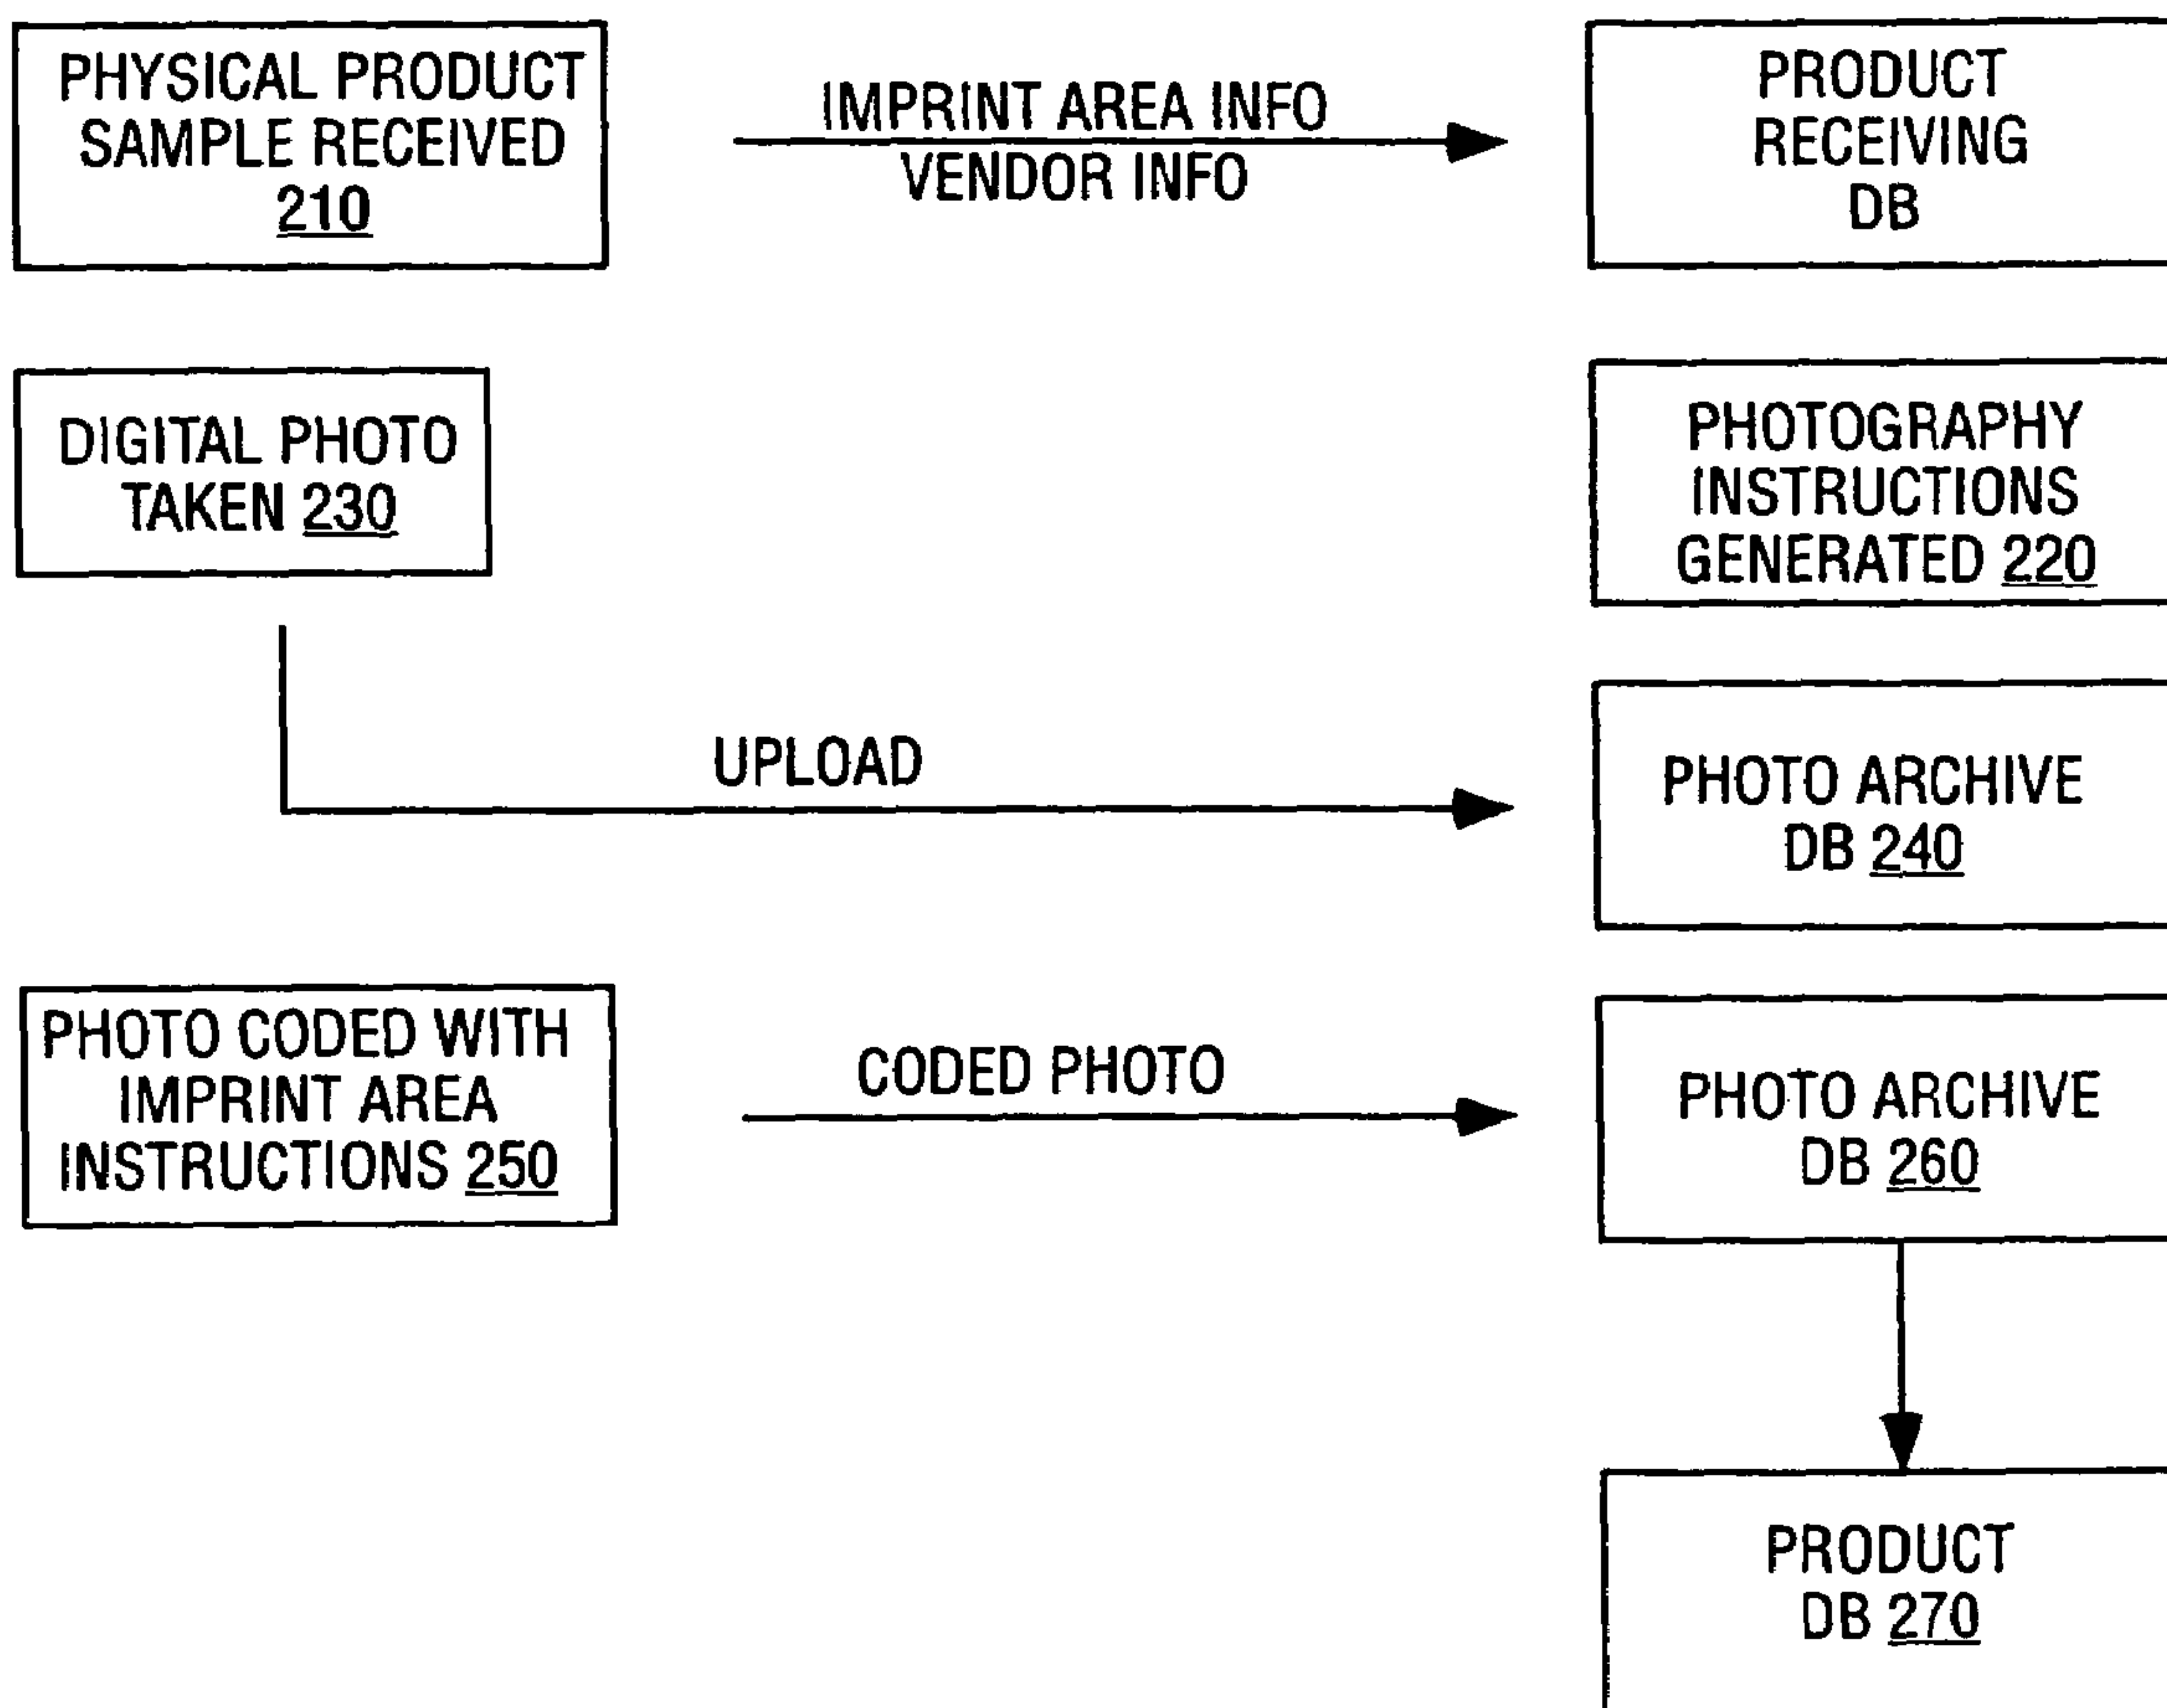 PHYSICAL PRODUCT
SAMPLE RECEIVED
210
IMPRINT AREA INFO
VENDOR INFO
PRODUCT
RECEIVING
DB
DIGITAL PHOTO
TAKEN 230
PHOTOGRAPHY
INSTRUCTIONS
GENERATED 220
UPLOAD
PHOTO ARCHIVE
DB 240
PHOTO CODED WITH
IMPRINT AREA
INSTRUCTIONS 250
CODED PHOTO
PHOTO ARCHIVE
DB 260
PRODUCT
DB 270